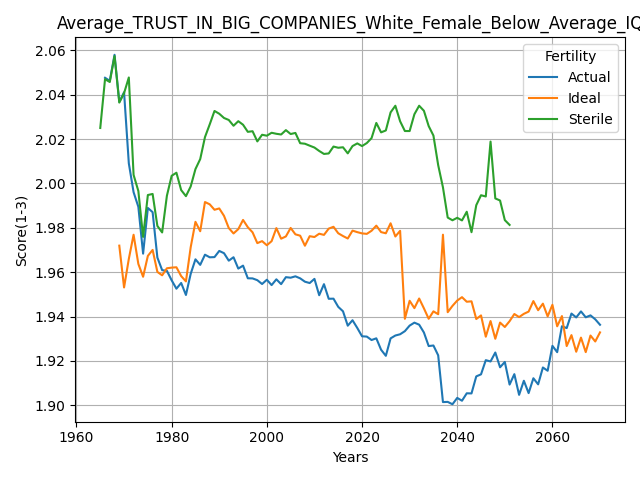 Average_TRUST_IN_BIG_COMPANIES_White_Female_Below_Average_IQ
Fertility
Actual
Ideal
Sterile
2.06
2.04
2.02
2.00
1.98
1.96
1.94
1.92
1.90
Score(1-3)
1960
1980
2000
2020
2040
2060
Years